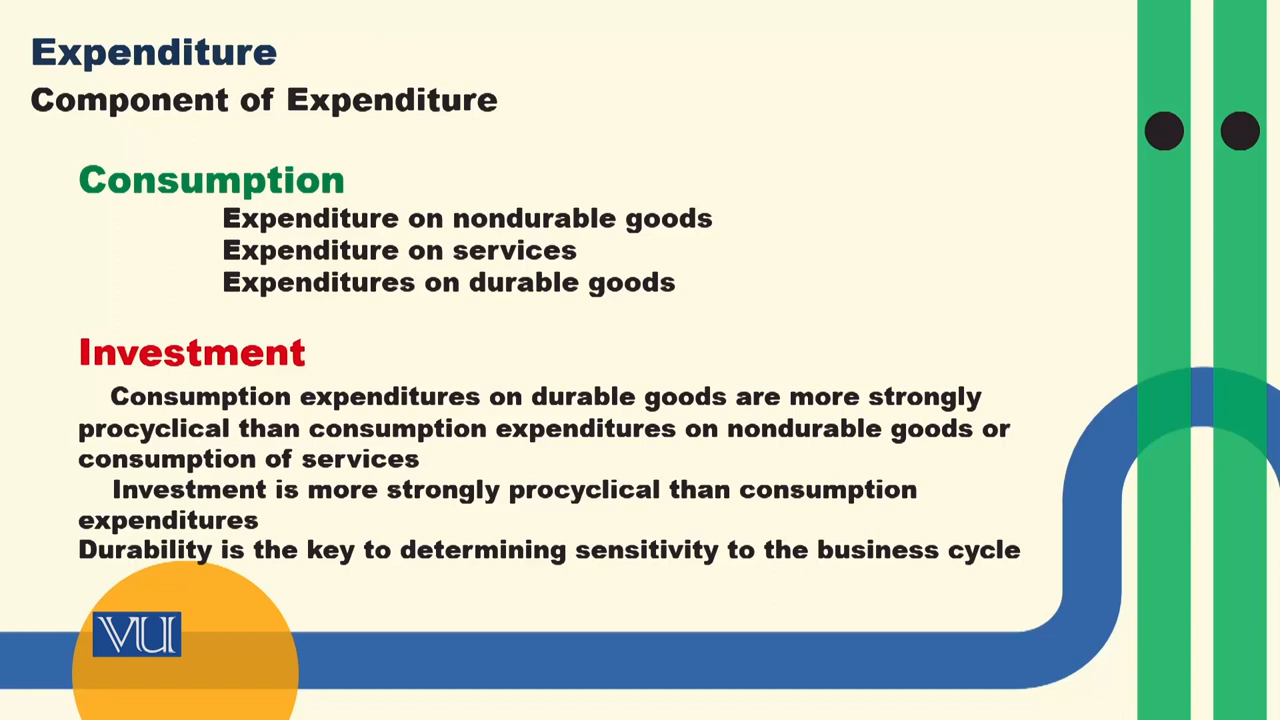 Expenditure
Component of Expenditure
Consumption
Expenditure on nondurable goods
Expenditure on services
Expenditures on durable goods
Investment
Consumption expenditures on durable goods are more strongly
procyclical than consumption expenditures on nondurable goods or
consumption of services
Investment is more strongly procyclical than consumption
expenditures
Durability is the key to determining sensitivity to the business cycle
VU